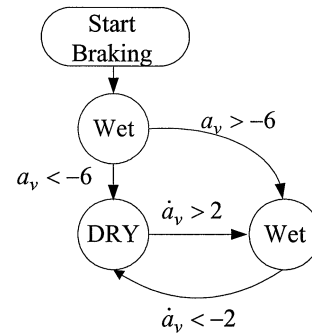 Start
Braking
Wet
a_v > −6
a_v < −6
DRY
ȧ_v > 2
Wet
ȧ_v < −2